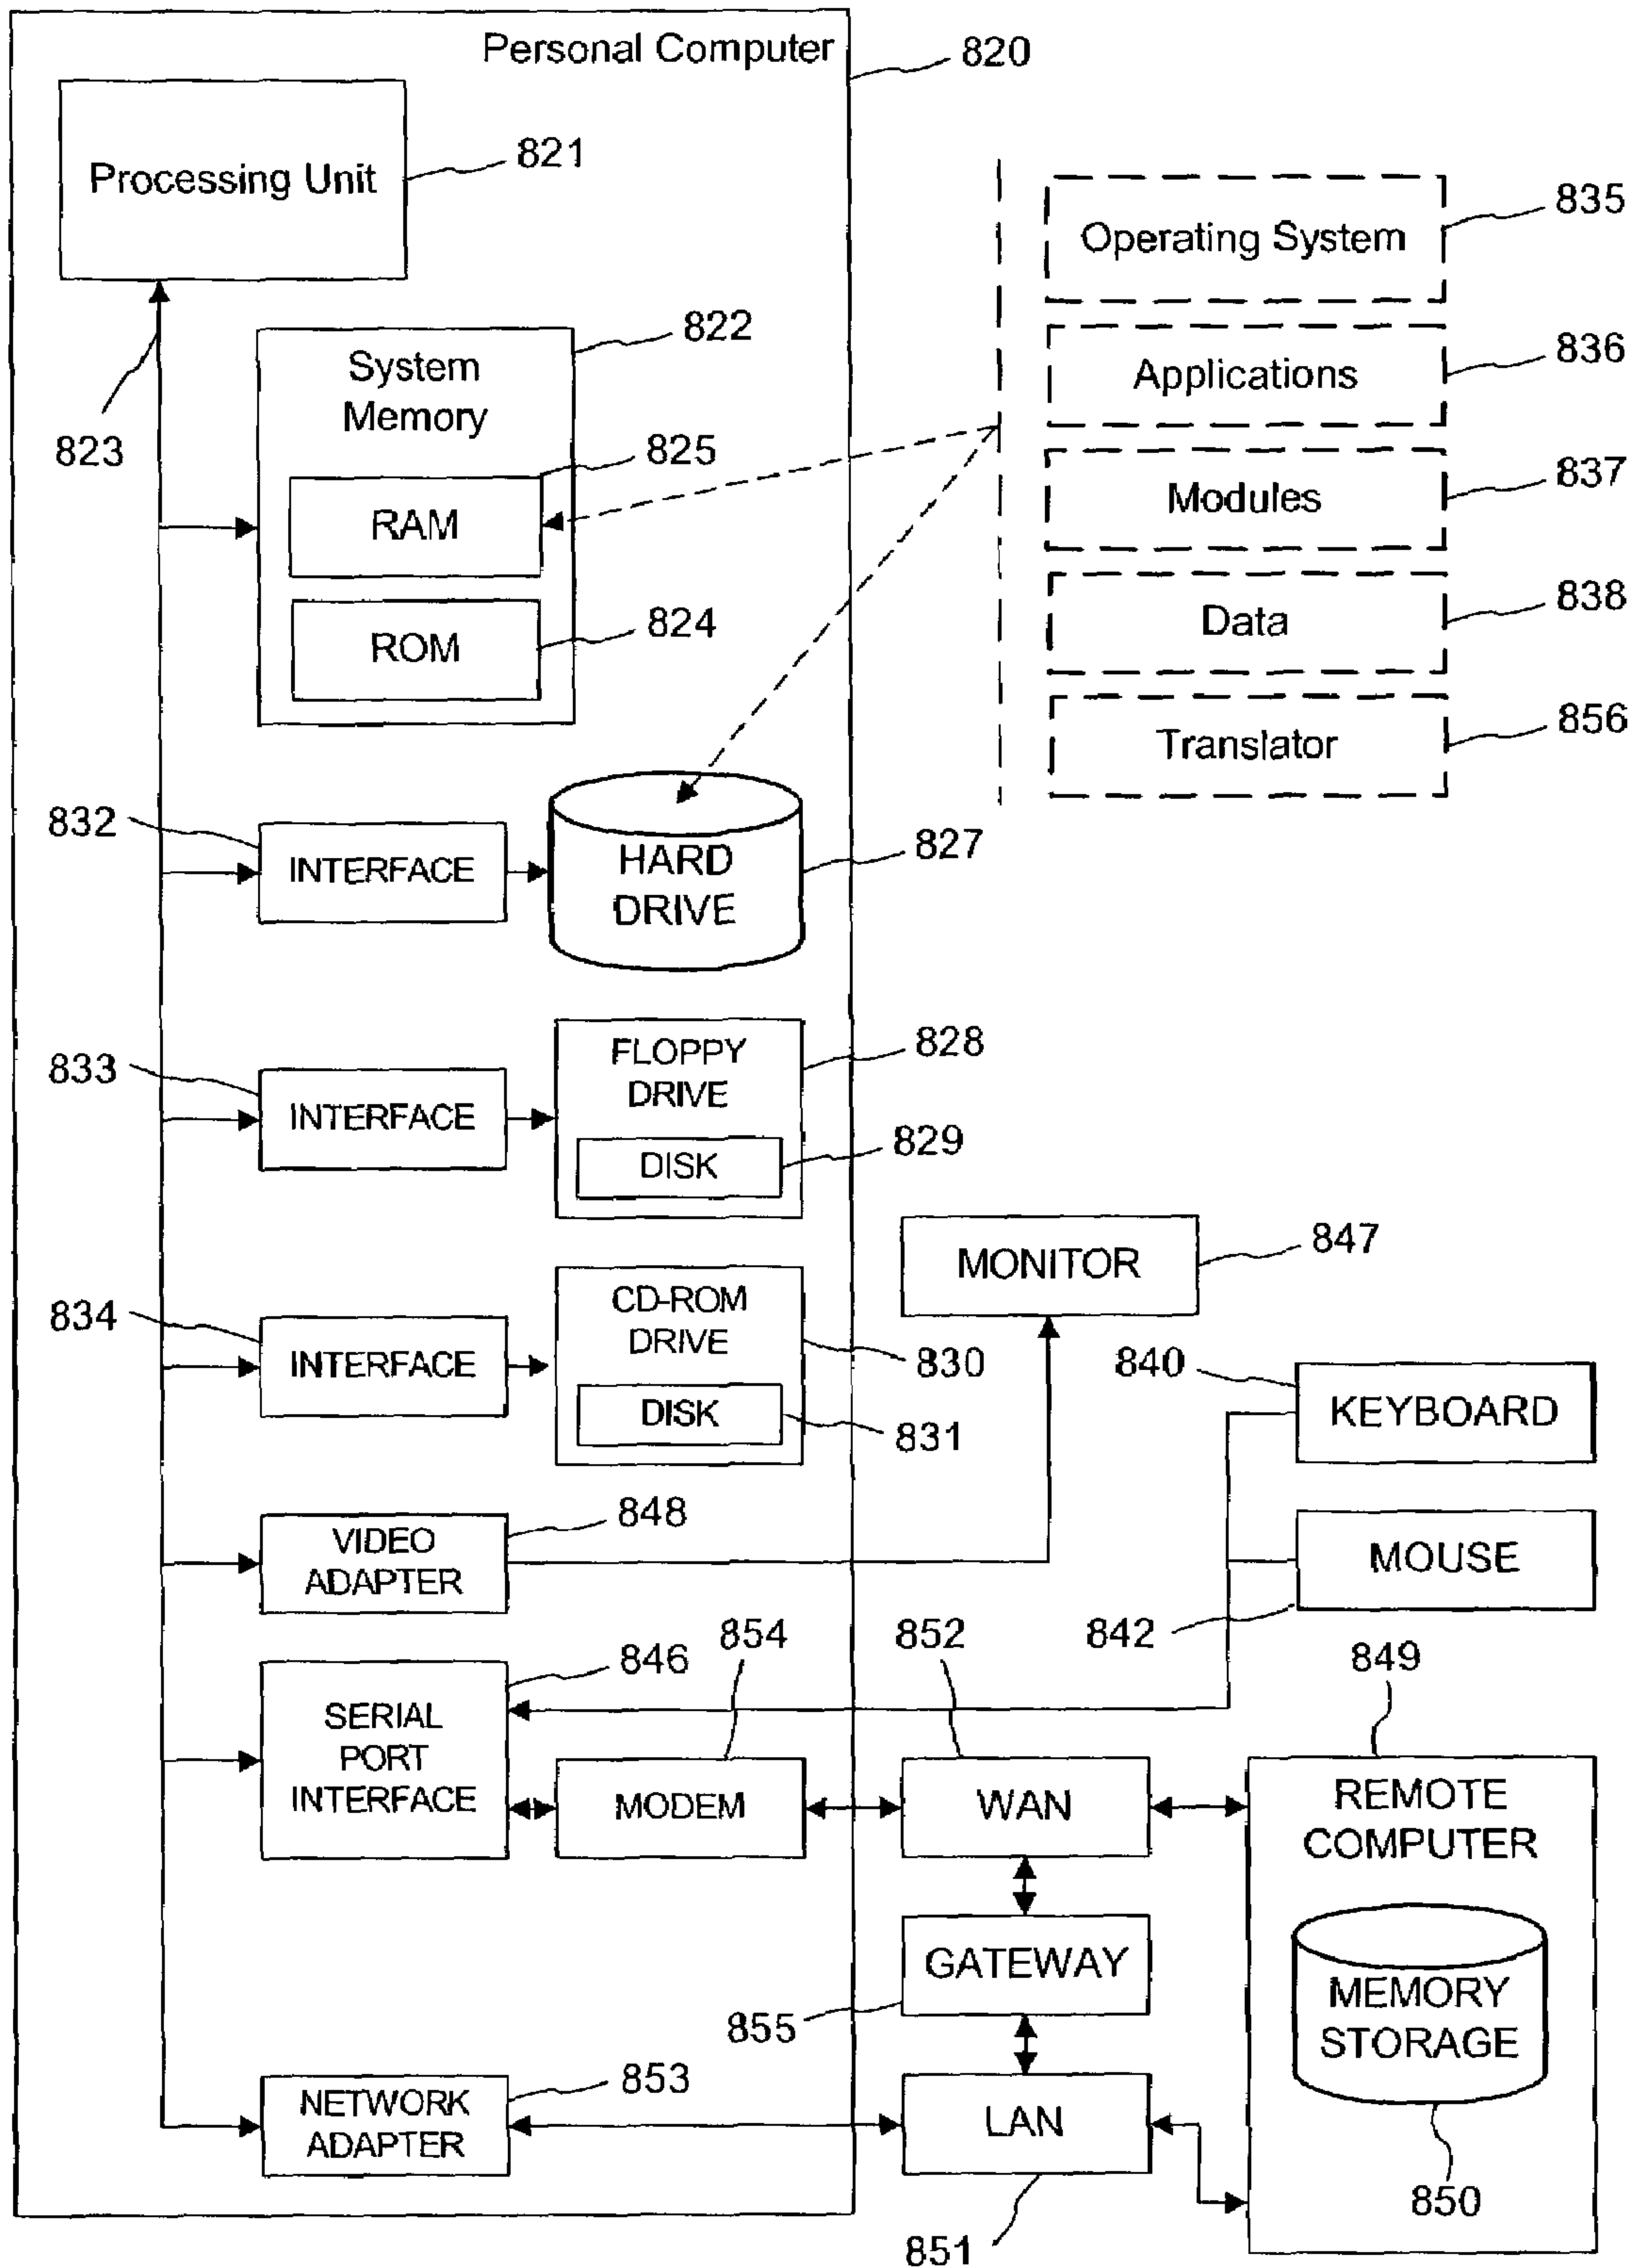 Personal Computer
820
Processing Unit
821
823
System
Memory
822
RAM
825
ROM
824
Operating System
835
Applications
836
Modules
837
Data
838
Translator
856
832
INTERFACE
HARD
DRIVE
827
833
INTERFACE
FLOPPY
DRIVE
828
DISK
829
834
INTERFACE
CD-ROM
DRIVE
830
DISK
831
MONITOR
847
840
KEYBOARD
MOUSE
842
VIDEO
ADAPTER
848
SERIAL
PORT
INTERFACE
846
854
MODEM
852
WAN
849
REMOTE
COMPUTER
GATEWAY
855
MEMORY
STORAGE
850
NETWORK
ADAPTER
853
LAN
851